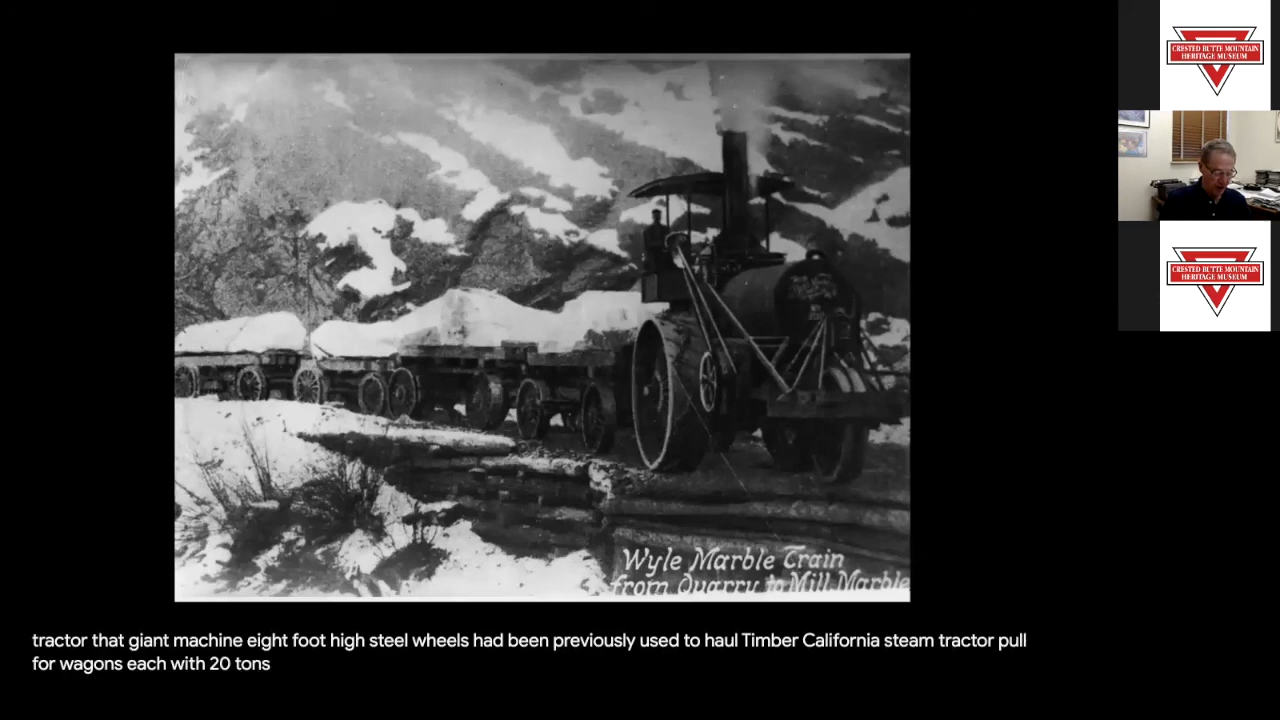 CRESTED BUTTE MOUNTAIN
HERITAGE MUSEUM
CRESTED BUTTE MOUNTAIN
HERITAGE MUSEUM
Wyle Marble Train
from Quarry to Mill Marble
tractor that giant machine eight foot high steel wheels had been previously used to haul Timber California steam tractor pull
for wagons each with 20 tons